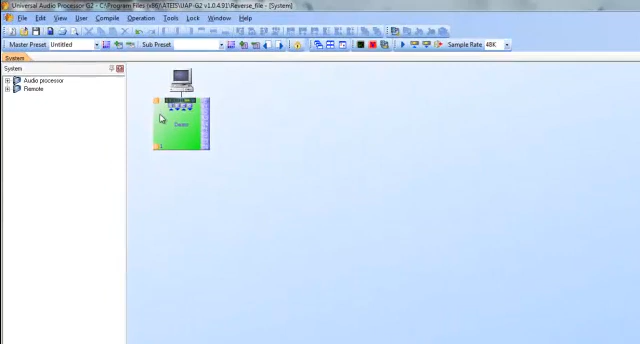 Universal Audio Processor G2 - C:\Program Files (x86)\ATEIS\UAP-G2 v1.0.4.91\Reverse_file - [System]
File Edit View User Compile Operation Tools Lock Window Help
Master Preset Untitled Sub Preset Sample Rate 48K
System
System
Audio processor
Remote
1